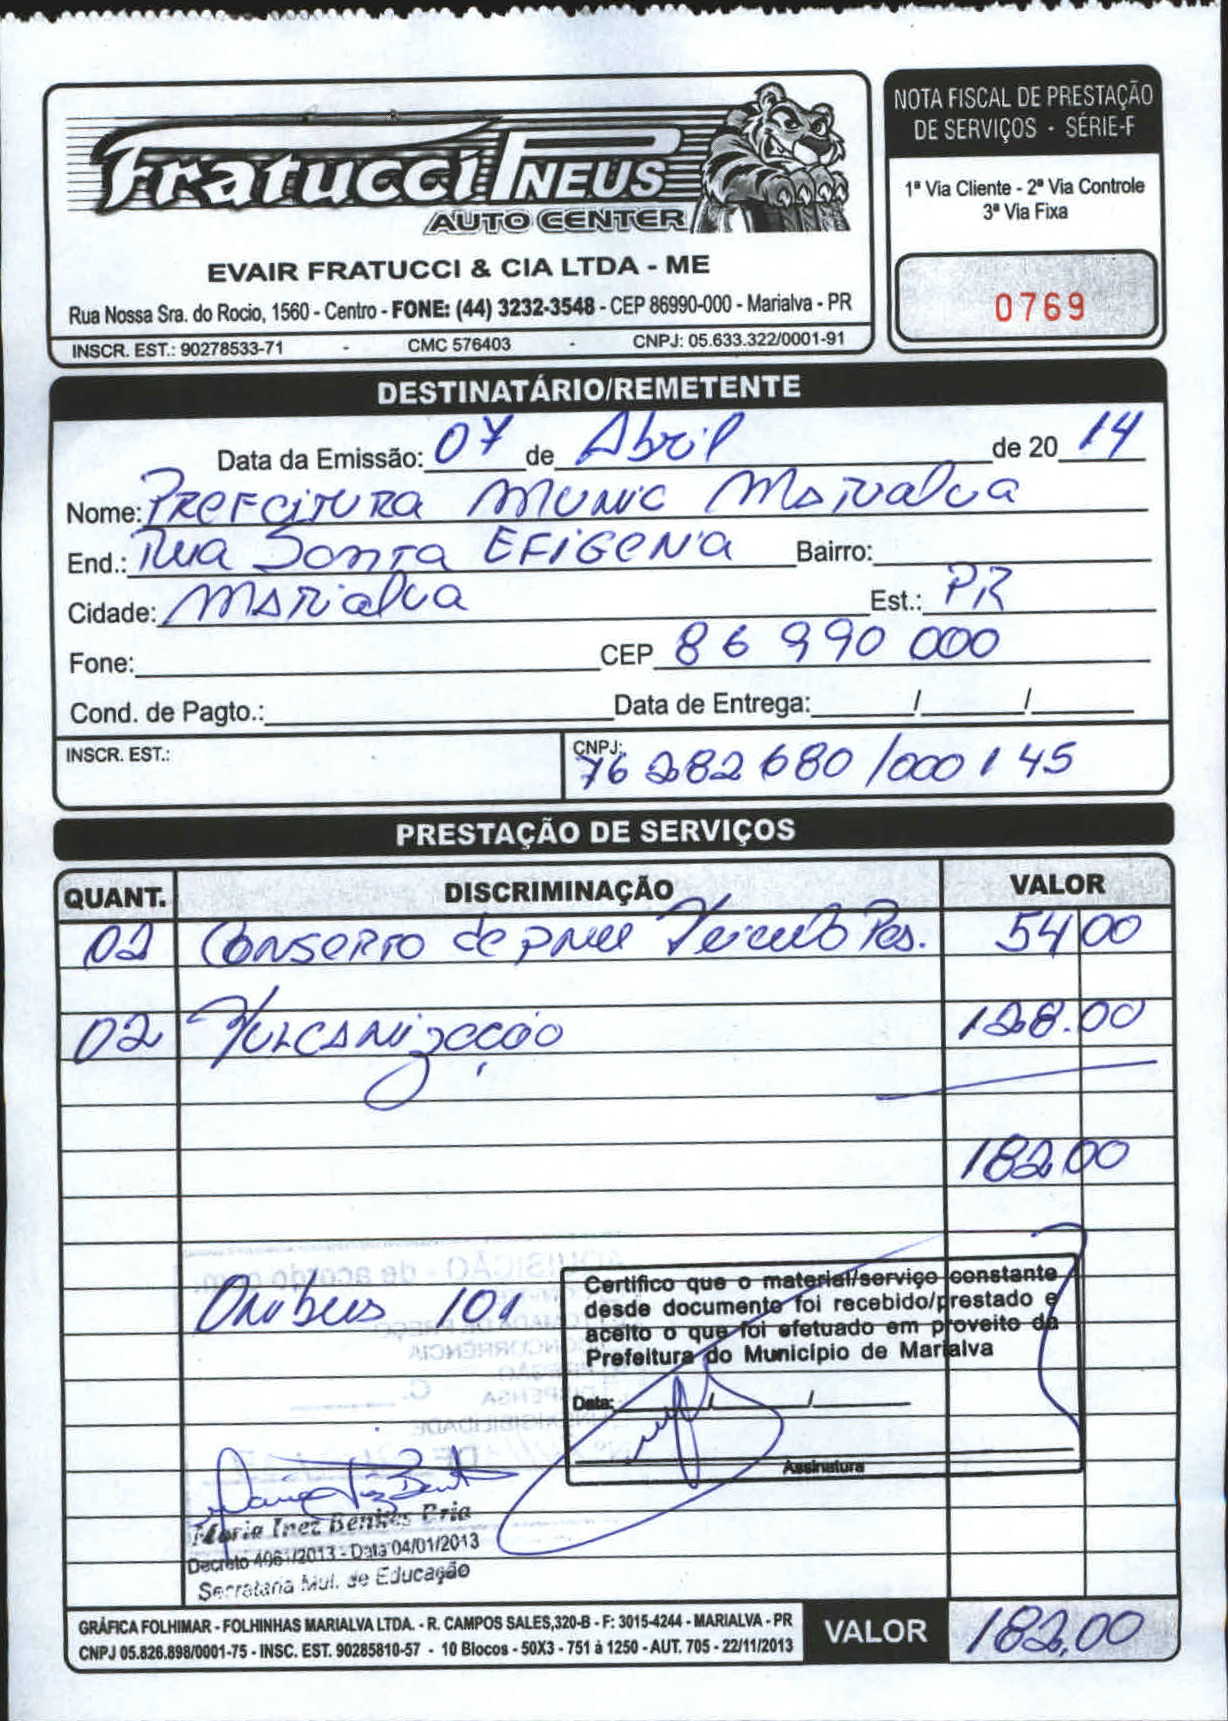 Fratucci PNEUS
AUTO CENTER
EVAIR FRATUCCI & CIA LTDA - ME
Rua Nossa Sra. do Rocio, 1560 - Centro - FONE: (44) 3232-3548 - CEP 86990-000 - Marialva - PR
INSCR. EST.: 90278533-71 - CMC 576403 - CNPJ: 05.633.322/0001-91
NOTA FISCAL DE PRESTAÇÃO
DE SERVIÇOS - SÉRIE-F
1ª Via Cliente - 2ª Via Controle
3ª Via Fixa
0769
DESTINATÁRIO/REMETENTE
Data da Emissão: 07 de Abril de 20 14
Nome: PREFEITURA MUNIC Marialva
End.: Rua Santa EFIGENIA Bairro:
Cidade: Marialva Est.: PR
Fone: CEP 86 990 000
Cond. de Pagto.: Data de Entrega: / /
INSCR. EST.: CNPJ: 76 282 680/0001 45
PRESTAÇÃO DE SERVIÇOS
QUANT. DISCRIMINAÇÃO VALOR
02 Conserto de pneu Veiculo Pes. 54,00
02 Vulcanização 128.00
182,00
Onibus 101
Certifico que o material/serviço constante
desde documento foi recebido/prestado e
aceito o que foi efetuado em proveito da
Prefeitura do Município de Marialva
Data: /
Assinatura
Maria Inez Benites
Decreto 4961/2013 - Data 04/01/2013
Secretaria Mul. de Educação
GRÁFICA FOLHIMAR - FOLHINHAS MARIALVA LTDA. - R. CAMPOS SALES,320-B - F: 3015-4244 - MARIALVA - PR
CNPJ 05.826.898/0001-75 - INSC. EST. 90285810-57 - 10 Blocos - 50X3 - 751 à 1250 - AUT. 705 - 22/11/2013
VALOR 182,00